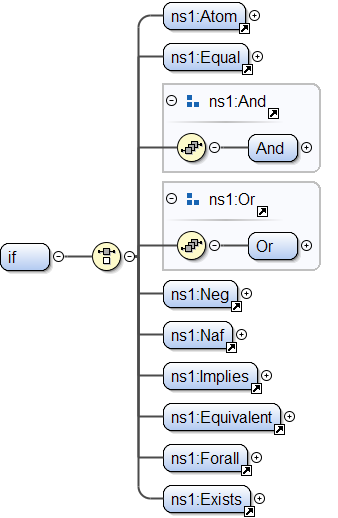 ns1:Atom
ns1:Equal
ns1:And
And
ns1:Or
Or
if
ns1:Neg
ns1:Naf
ns1:Implies
ns1:Equivalent
ns1:Forall
ns1:Exists